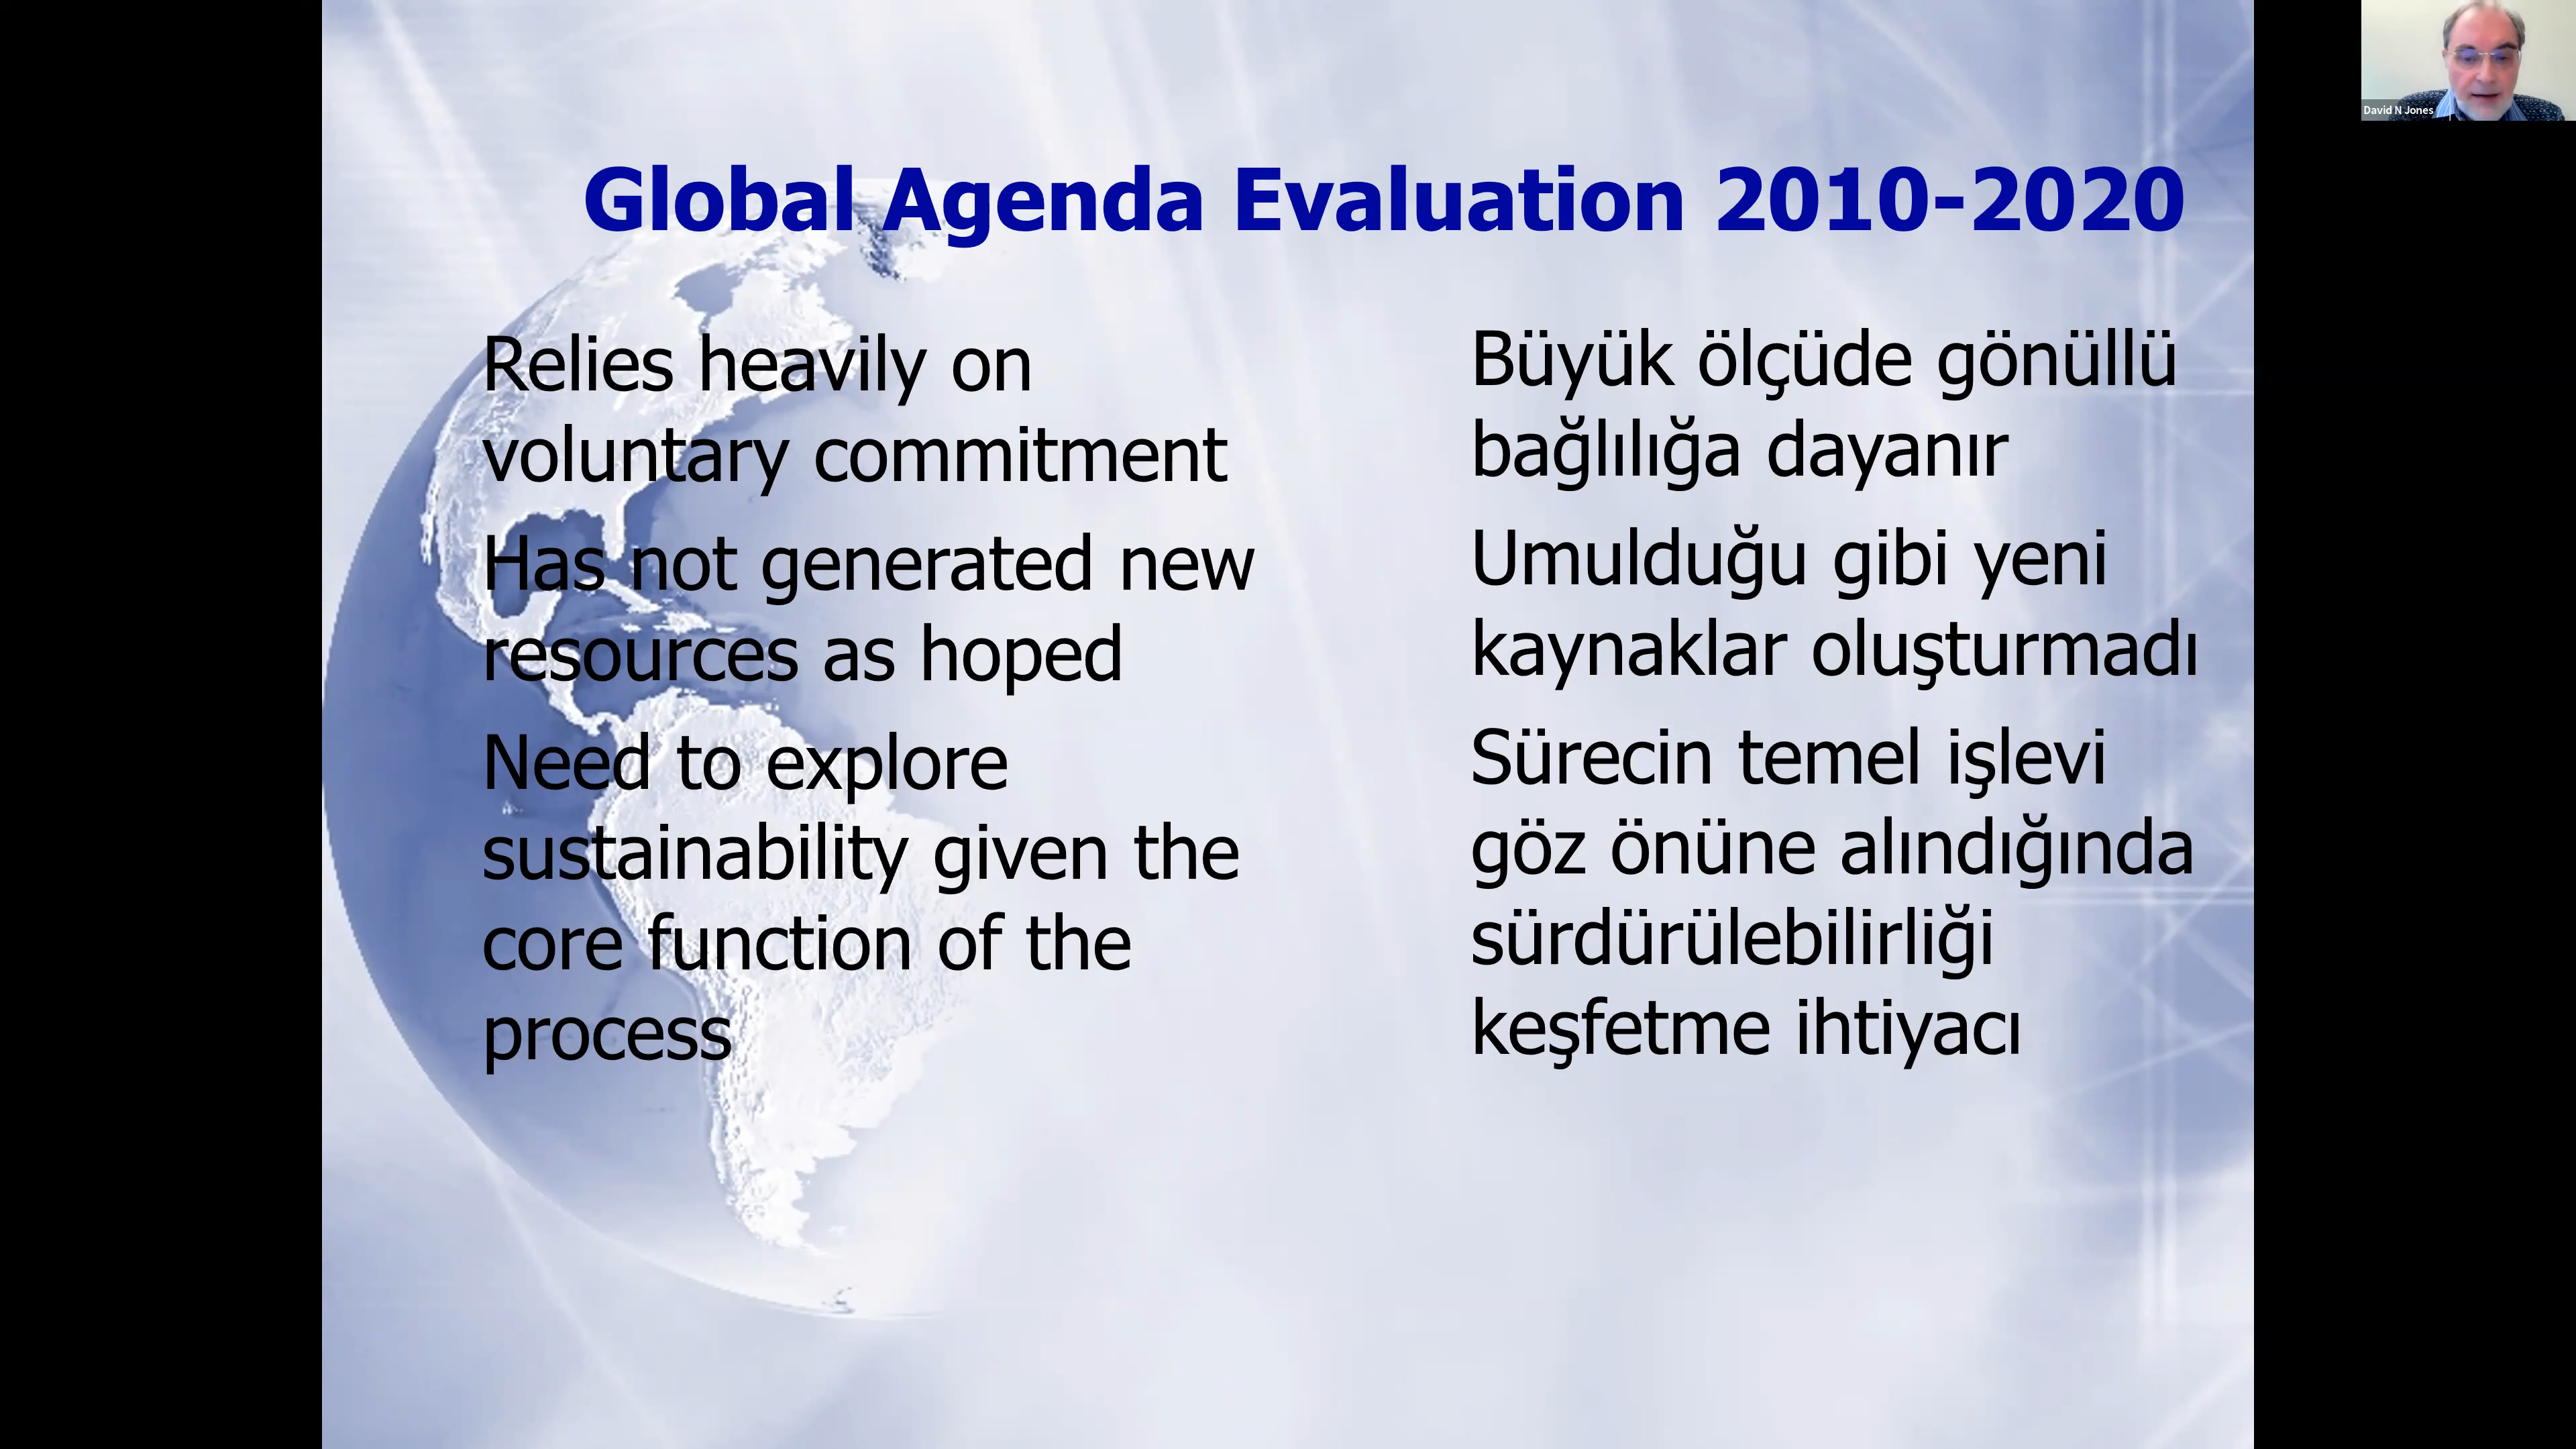 Global Agenda Evaluation 2010-2020
Relies heavily on
voluntary commitment
Has not generated new
resources as hoped
Need to explore
sustainability given the
core function of the
process
Büyük ölçüde gönüllü
bağlılığa dayanır
Umulduğu gibi yeni
kaynaklar oluşturmadı
Sürecin temel işlevi
göz önüne alındığında
sürdürülebilirliği
keşfetme ihtiyacı
David N Jones